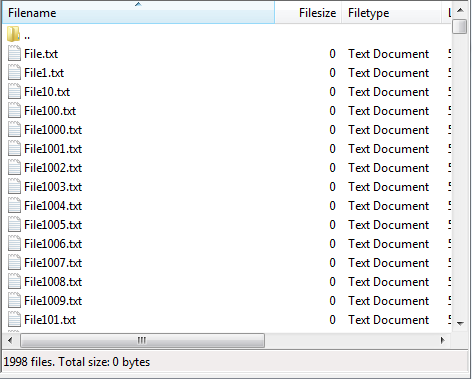 Filename Filesize Filetype L
..
File.txt 0 Text Document 5
File1.txt 0 Text Document 5
File10.txt 0 Text Document 5
File100.txt 0 Text Document 5
File1000.txt 0 Text Document 5
File1001.txt 0 Text Document 5
File1002.txt 0 Text Document 5
File1003.txt 0 Text Document 5
File1004.txt 0 Text Document 5
File1005.txt 0 Text Document 5
File1006.txt 0 Text Document 5
File1007.txt 0 Text Document 5
File1008.txt 0 Text Document 5
File1009.txt 0 Text Document 5
File101.txt 0 Text Document 5
1998 files. Total size: 0 bytes